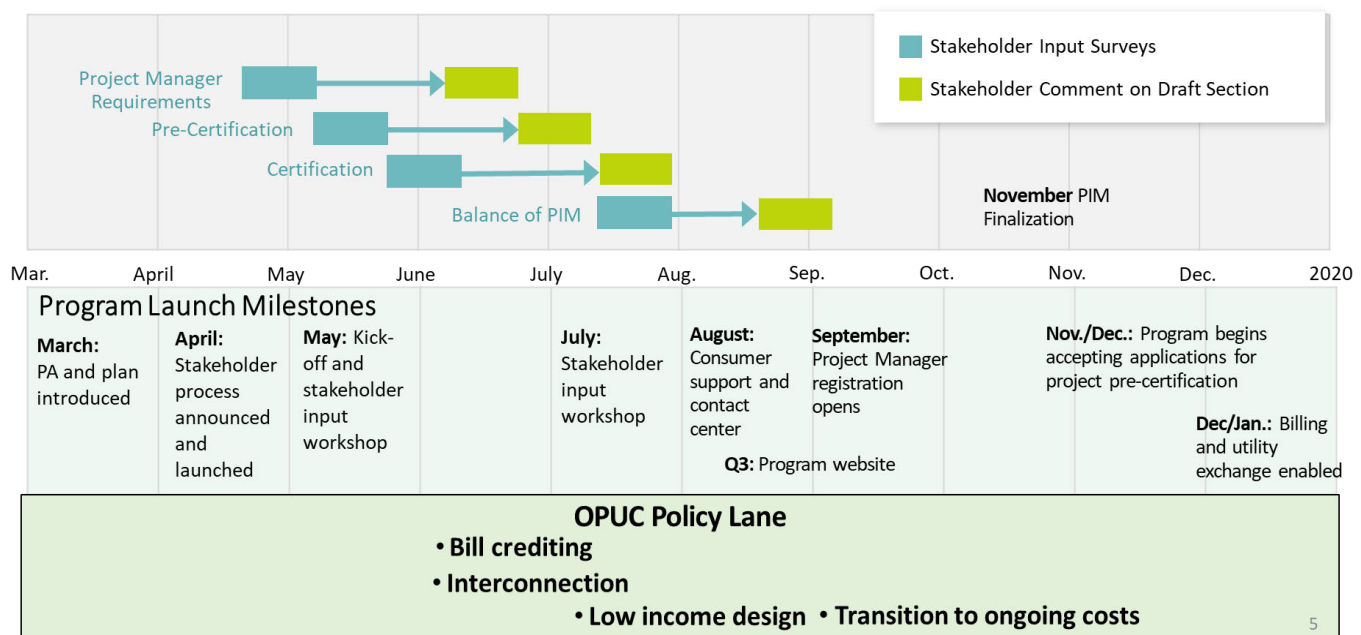 Stakeholder Input Surveys
Stakeholder Comment on Draft Section
Project Manager
Requirements
Pre-Certification
Certification
Balance of PIM
November PIM
Finalization
Mar.
April
May
June
July
Aug.
Sep.
Oct.
Nov.
Dec.
2020
Program Launch Milestones
March:
PA and plan
introduced
April:
Stakeholder
process
announced
and
launched
May: Kick-
off and
stakeholder
input
workshop
July:
Stakeholder
input
workshop
August:
Consumer
support and
contact
center
Q3: Program website
September:
Project Manager
registration
opens
Nov./Dec.: Program begins
accepting applications for
project pre-certification
Dec/Jan.: Billing
and utility
exchange enabled
OPUC Policy Lane
• Bill crediting
• Interconnection
• Low income design • Transition to ongoing costs
5